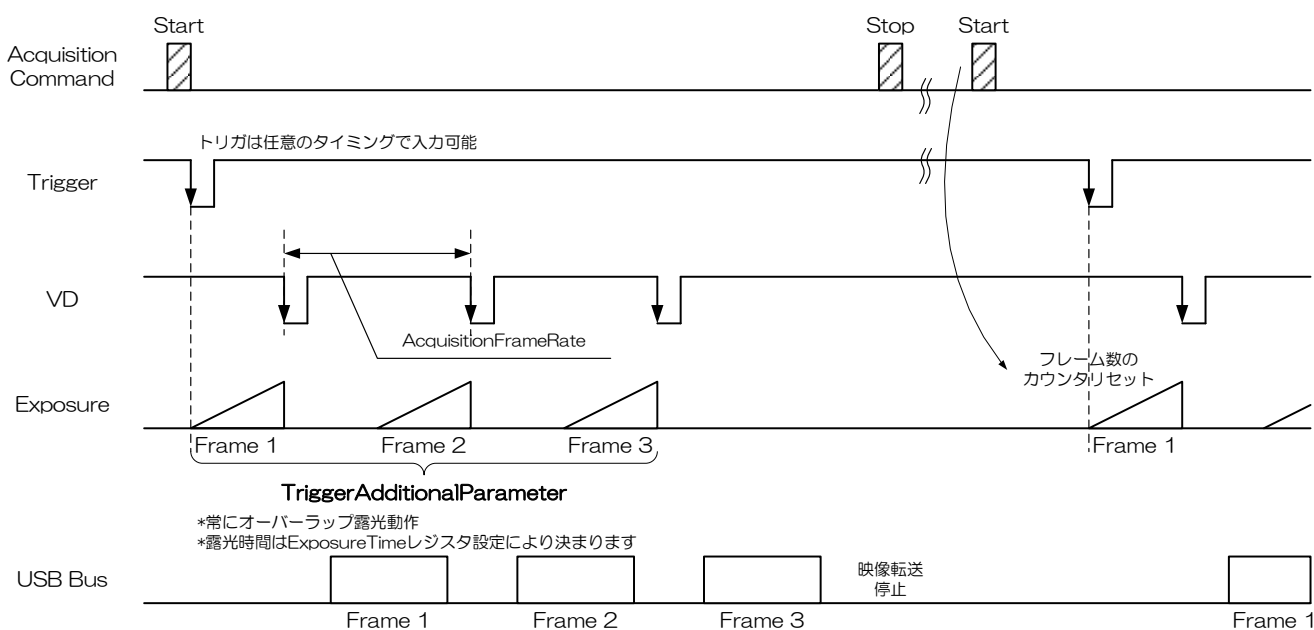 Start
Stop
Start
Acquisition
Command
トリガは任意のタイミングで入力可能
Trigger
VD
AcquisitionFrameRate
フレーム数の
カウンタリセット
Exposure
Frame 1
Frame 2
Frame 3
Frame 1
TriggerAdditionalParameter
*常にオーバーラップ露光動作
*露光時間はExposureTimeレジスタ設定により決まります
USB Bus
映像転送
停止
Frame 1
Frame 2
Frame 3
Frame 1